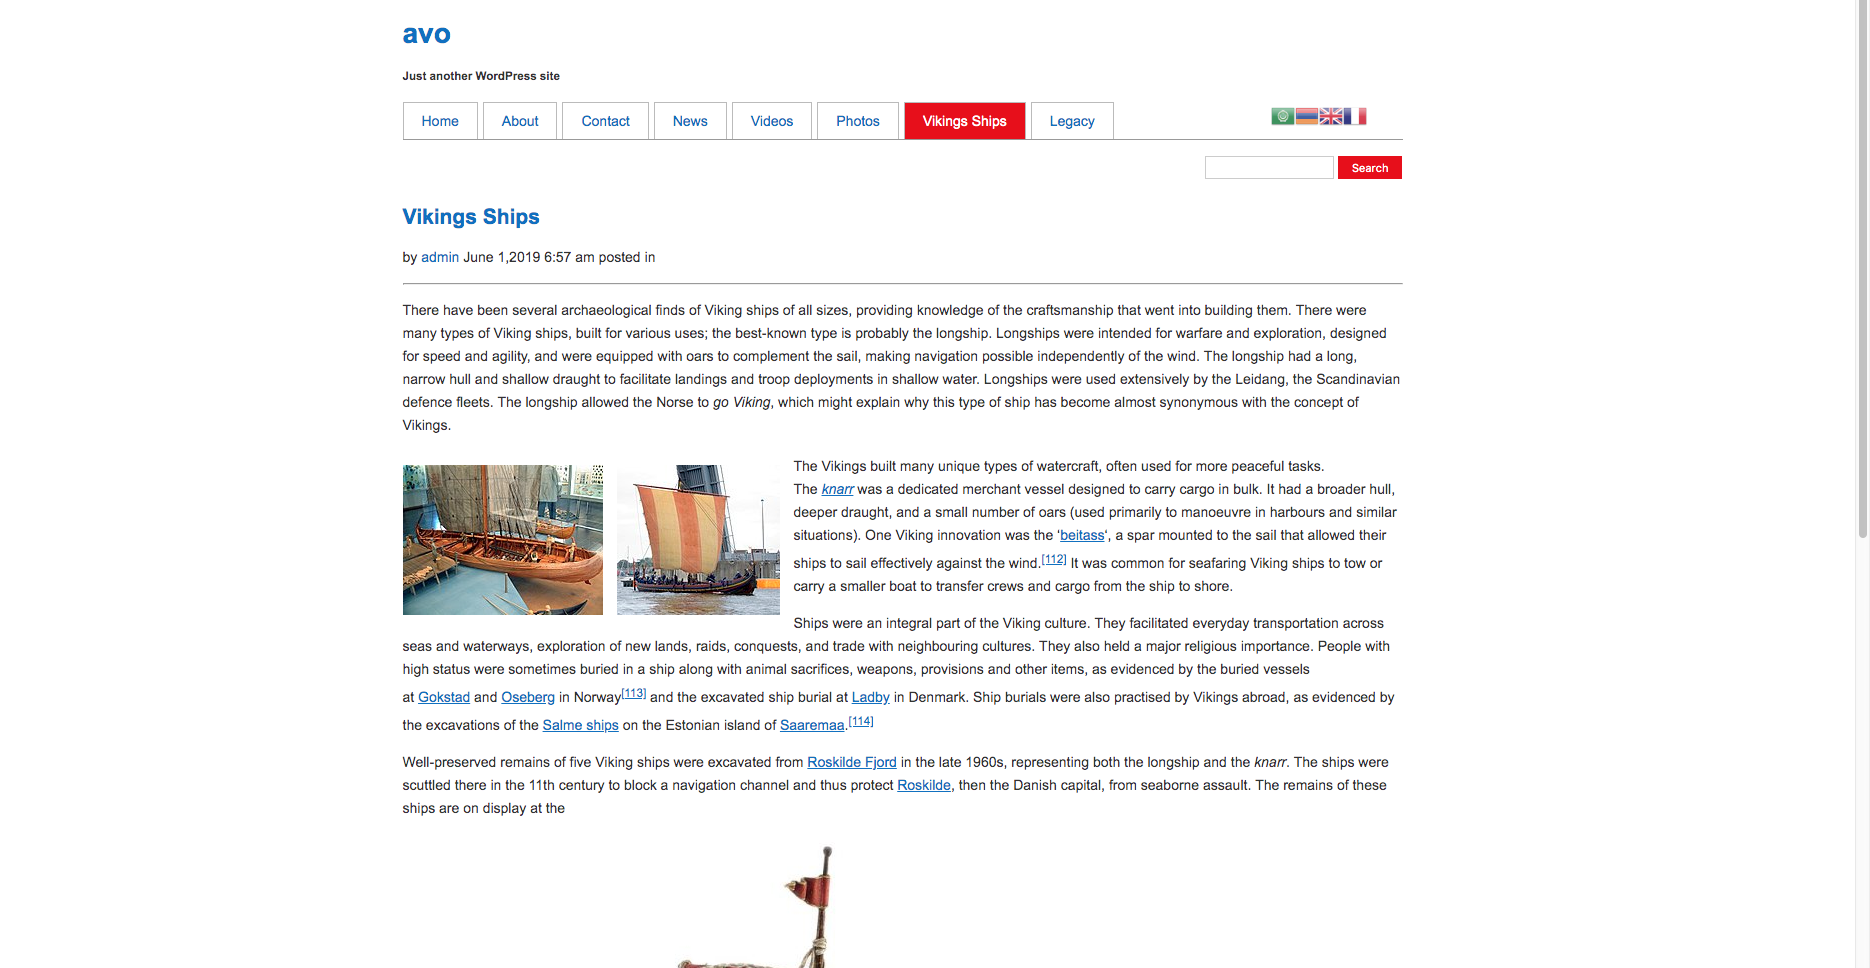 avo
Just another WordPress site
Home About Contact News Videos Photos Vikings Ships Legacy
Search
Vikings Ships
by admin June 1,2019 6:57 am posted in
There have been several archaeological finds of Viking ships of all sizes, providing knowledge of the craftsmanship that went into building them. There were
many types of Viking ships, built for various uses; the best-known type is probably the longship. Longships were intended for warfare and exploration, designed
for speed and agility, and were equipped with oars to complement the sail, making navigation possible independently of the wind. The longship had a long,
narrow hull and shallow draught to facilitate landings and troop deployments in shallow water. Longships were used extensively by the Leidang, the Scandinavian
defence fleets. The longship allowed the Norse to go Viking, which might explain why this type of ship has become almost synonymous with the concept of
Vikings.
The Vikings built many unique types of watercraft, often used for more peaceful tasks.
The knarr was a dedicated merchant vessel designed to carry cargo in bulk. It had a broader hull,
deeper draught, and a small number of oars (used primarily to manoeuvre in harbours and similar
situations). One Viking innovation was the 'beitass', a spar mounted to the sail that allowed their
ships to sail effectively against the wind.[112] It was common for seafaring Viking ships to tow or
carry a smaller boat to transfer crews and cargo from the ship to shore.
Ships were an integral part of the Viking culture. They facilitated everyday transportation across
seas and waterways, exploration of new lands, raids, conquests, and trade with neighbouring cultures. They also held a major religious importance. People with
high status were sometimes buried in a ship along with animal sacrifices, weapons, provisions and other items, as evidenced by the buried vessels
at Gokstad and Oseberg in Norway[113] and the excavated ship burial at Ladby in Denmark. Ship burials were also practised by Vikings abroad, as evidenced by
the excavations of the Salme ships on the Estonian island of Saaremaa.[114]
Well-preserved remains of five Viking ships were excavated from Roskilde Fjord in the late 1960s, representing both the longship and the knarr. The ships were
scuttled there in the 11th century to block a navigation channel and thus protect Roskilde, then the Danish capital, from seaborne assault. The remains of these
ships are on display at the